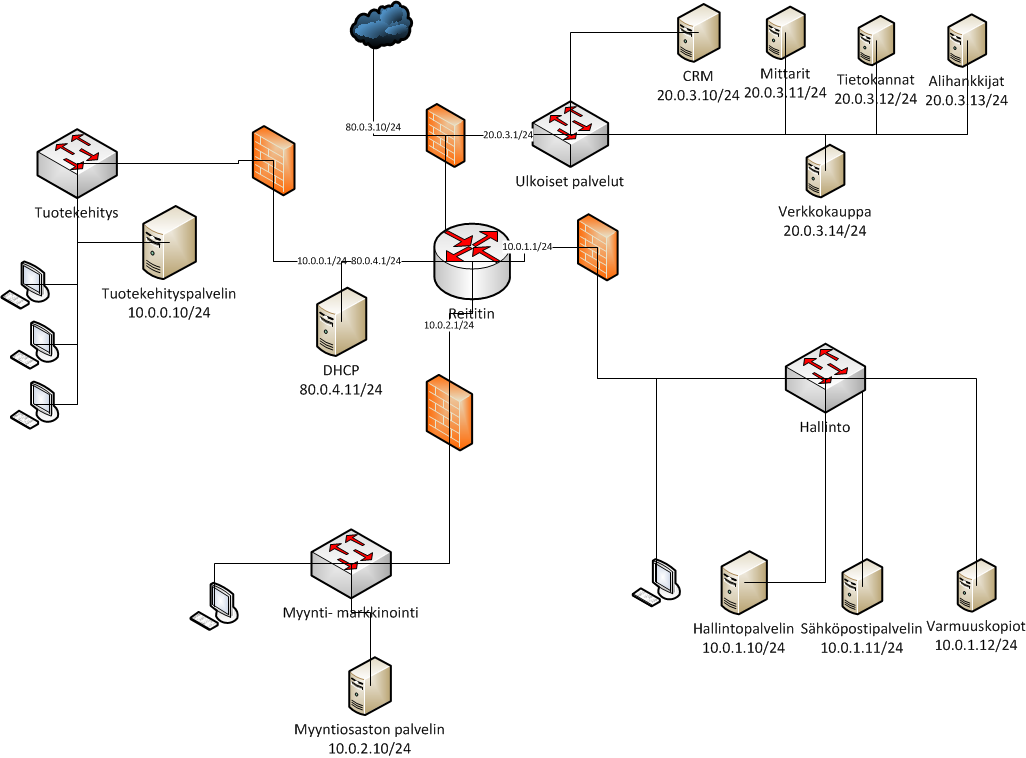 CRM
20.0.3.10/24
Mittarit
20.0.3.11/24
Tietokannat
20.0.3.12/24
Alihankkijat
20.0.3.13/24
80.0.3.10/24
20.0.3.1/24
Ulkoiset palvelut
Verkkokauppa
20.0.3.14/24
Tuotekehitys
Tuotekehityspalvelin
10.0.0.10/24
10.0.0.1/24
80.0.4.1/24
10.0.1.1/24
Reititin
10.0.2.1/24
DHCP
80.0.4.11/24
Hallinto
Myynti- markkinointi
Hallintopalvelin
10.0.1.10/24
Sähköpostipalvelin
10.0.1.11/24
Varmuuskopiot
10.0.1.12/24
Myyntiosaston palvelin
10.0.2.10/24